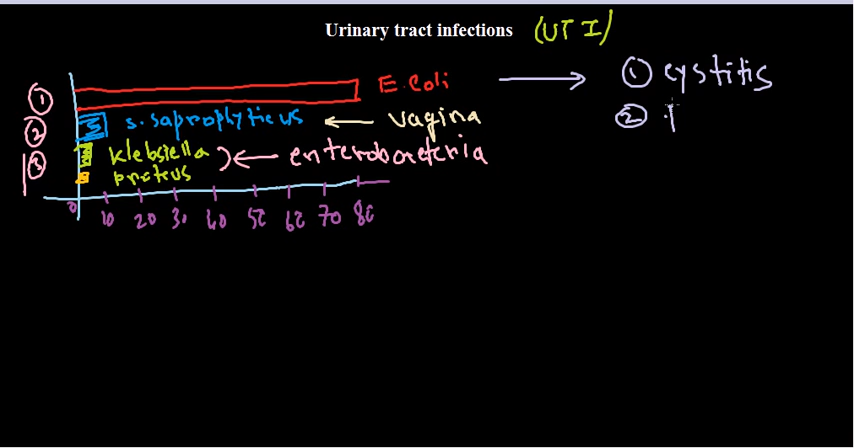 Urinary tract infections (UTI)
① E.Coli → ① cystitis
② s.saprophyticus ← vagina ②
③ klebsiella ← enterobacteria
proteus
0 10 20 30 40 50 60 70 80